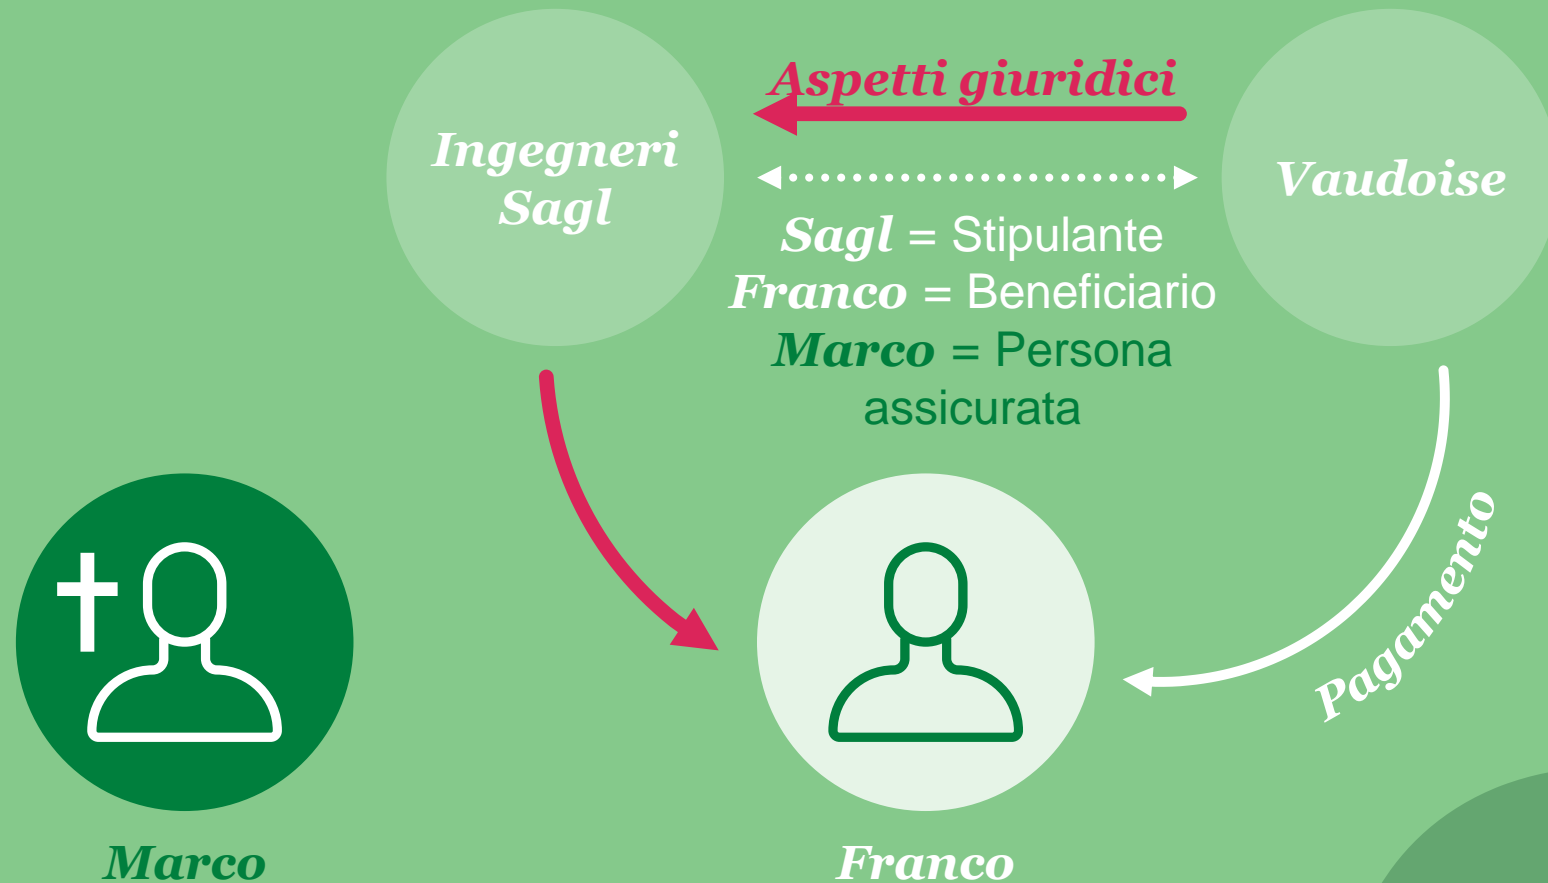 Ingegneri
Sagl
Aspetti giuridici
Vaudoise
Sagl = Stipulante
Franco = Beneficiario
Marco = Persona
assicurata
Pagamento
Marco
Franco